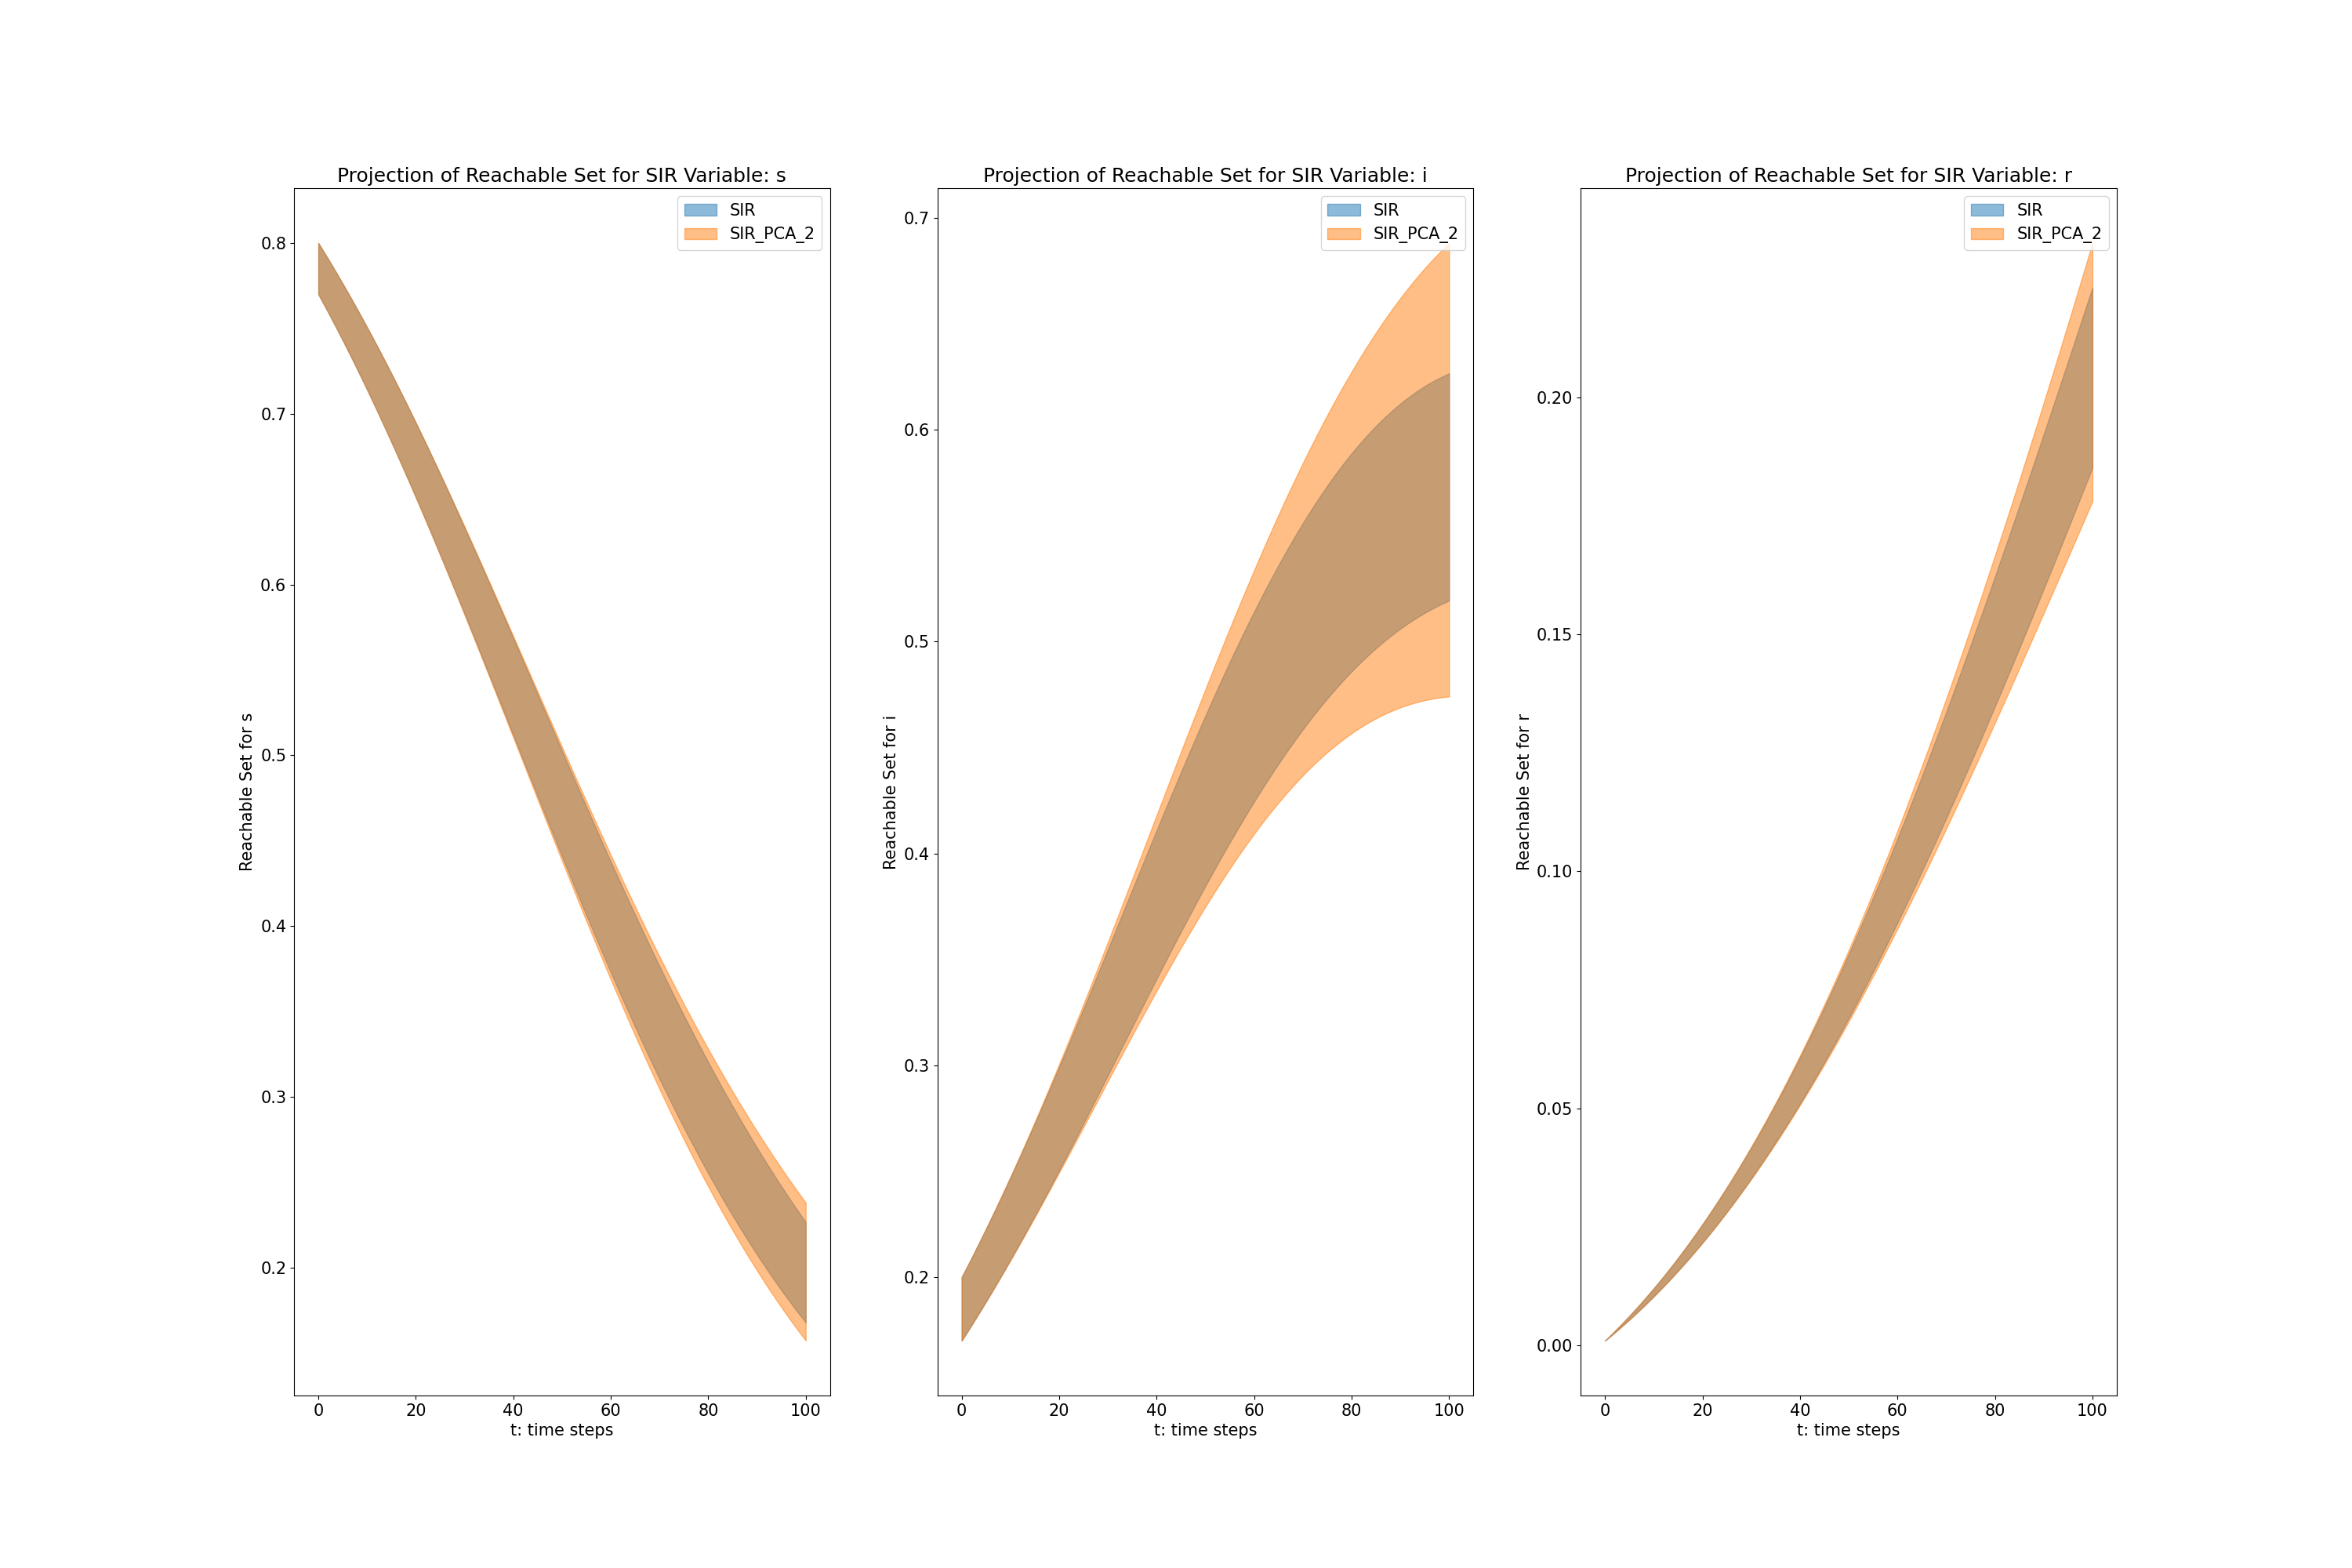 Projection of Reachable Set for SIR Variable: s
SIR
SIR_PCA_2
0.8
0.7
0.6
0.5
0.4
0.3
0.2
Reachable Set for s
0 20 40 60 80 100
t: time steps
Projection of Reachable Set for SIR Variable: i
SIR
SIR_PCA_2
0.7
0.6
0.5
0.4
0.3
0.2
Reachable Set for i
0 20 40 60 80 100
t: time steps
Projection of Reachable Set for SIR Variable: r
SIR
SIR_PCA_2
0.20
0.15
0.10
0.05
0.00
Reachable Set for r
0 20 40 60 80 100
t: time steps